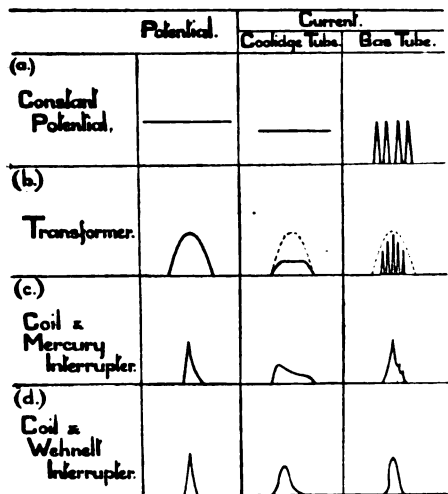 Potential.
Current.
Coolidge Tube.
Gas Tube.
(a.)
Constant
Potential,
(b.)
Transformer.
(c.)
Coil &
Mercury
Interrupter.
(d.)
Coil &
Wehnelt
Interrupter.